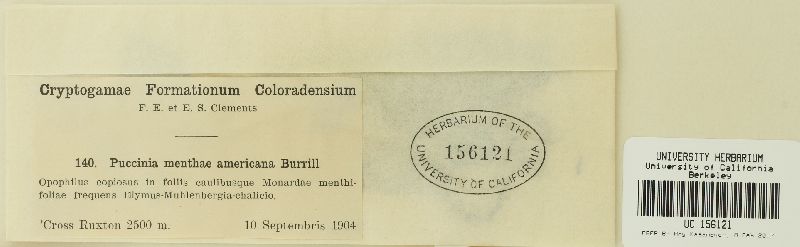 Cryptogamae Formationum Coloradensium
F. E. et E. S. Clements
140. Puccinia menthae americana Burrill
Opophilus copiosus in foliis caulibusque Monardae menthi-
foliae frequens Elymus-Muhlenbergia-chalicio.
Cross Ruxton 2500 m. 10 Septembris 1904
HERBARIUM OF THE
156121
UNIVERSITY OF CALIFORNIA
UNIVERSITY HERBARIUM
University of California
Berkeley
UC 156121